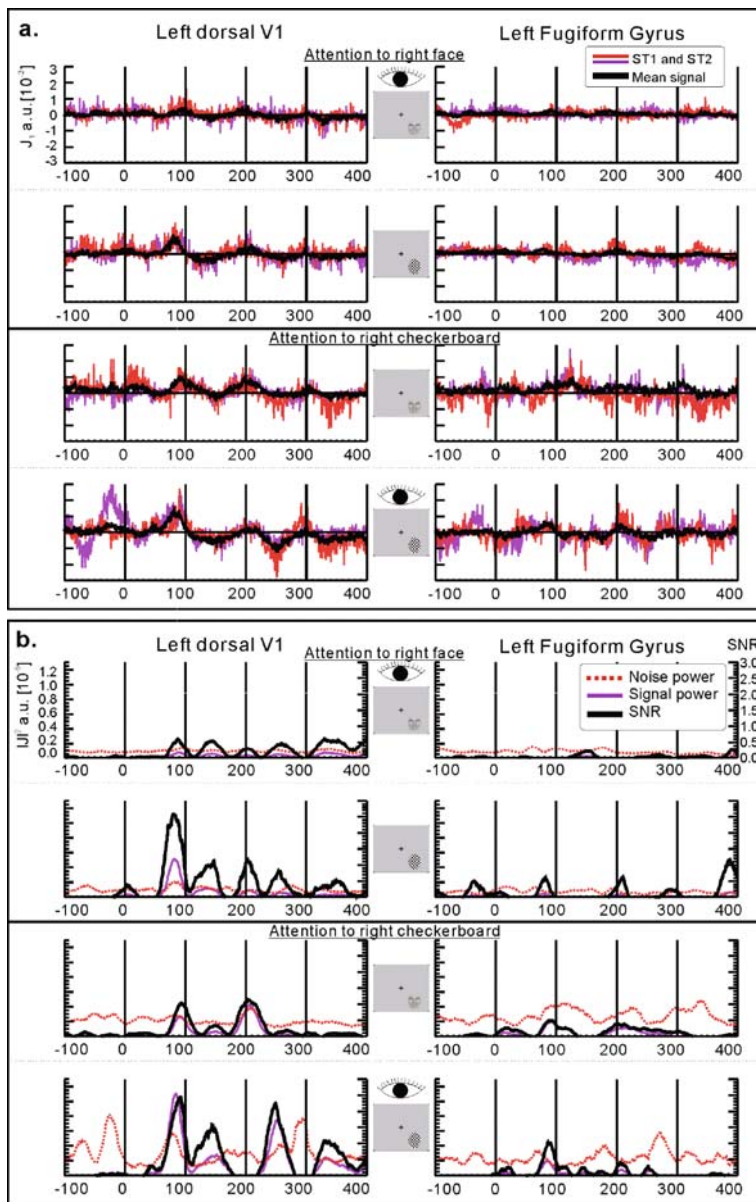 a.
Left dorsal V1
Left Fugiform Gyrus
Attention to right face
ST1 and ST2
Mean signal
J, a.u.
3
2
1
0
-1
-2
-3
-100 0 100 200 300 400
-100 0 100 200 300 400
-100 0 100 200 300 400
-100 0 100 200 300 400
Attention to right checkerboard
-100 0 100 200 300 400
-100 0 100 200 300 400
-100 0 100 200 300 400
-100 0 100 200 300 400
b.
Left dorsal V1
Left Fugiform Gyrus
SNR
Attention to right face
Noise power
Signal power
SNR
|J|² a.u.
1.2
1.0
0.8
0.6
0.4
0.2
0.0
3.0
2.5
2.0
1.5
1.0
0.5
0.0
-100 0 100 200 300 400
-100 0 100 200 300 400
-100 0 100 200 300 400
-100 0 100 200 300 400
Attention to right checkerboard
-100 0 100 200 300 400
-100 0 100 200 300 400
-100 0 100 200 300 400
-100 0 100 200 300 400